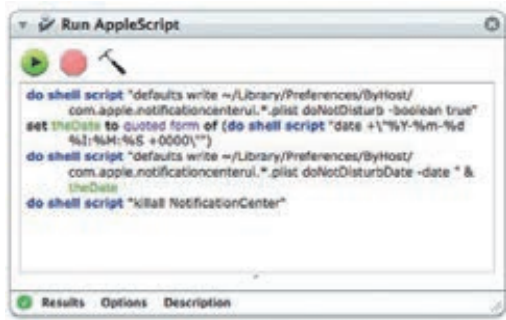 Run AppleScript
do shell script "defaults write ~/Library/Preferences/ByHost/
com.apple.notificationcenterui.*.plist doNotDisturb -boolean true"
set theDate to quoted form of (do shell script "date +\"%Y-%m-%d
%I:%M:%S +0000\"")
do shell script "defaults write ~/Library/Preferences/ByHost/
com.apple.notificationcenterui.*.plist doNotDisturbDate -date " &
theDate
do shell script "killall NotificationCenter"
Results Options Description